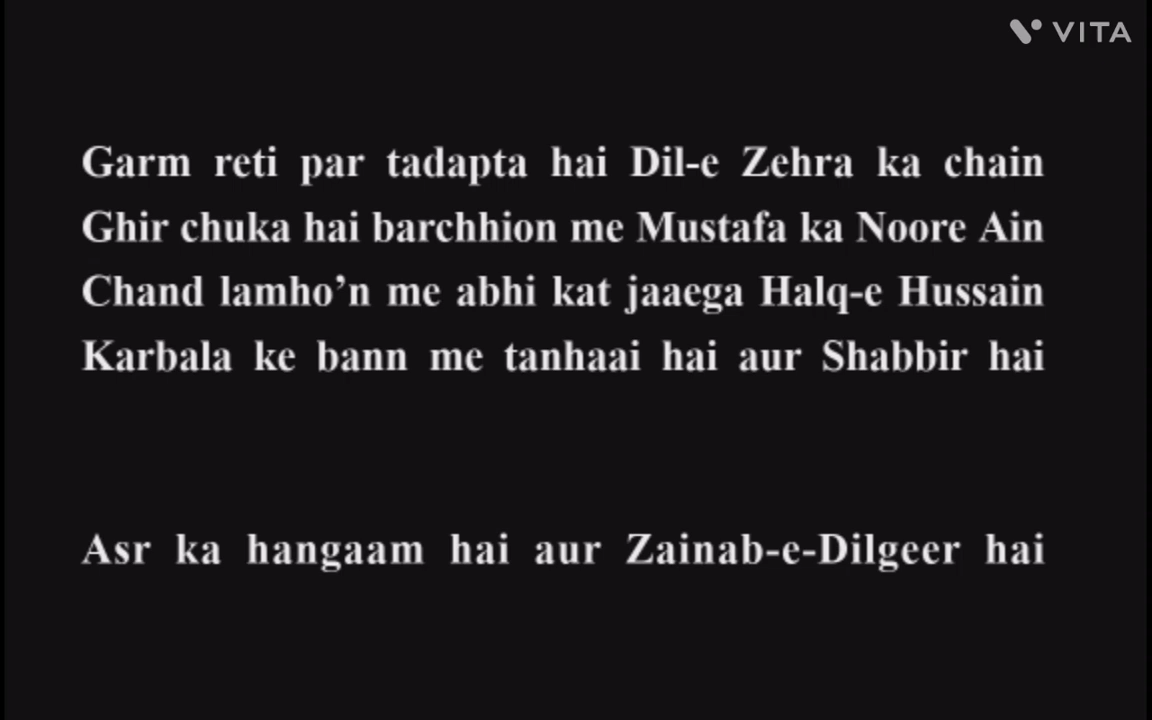 VITA
Garm reti par tadapta hai Dil-e Zehra ka chain
Ghir chuka hai barchhion me Mustafa ka Noore Ain
Chand lamho’n me abhi kat jaaega Halq-e Hussain
Karbala ke bann me tanhaai hai aur Shabbir hai
Asr ka hangaam hai aur Zainab-e-Dilgeer hai